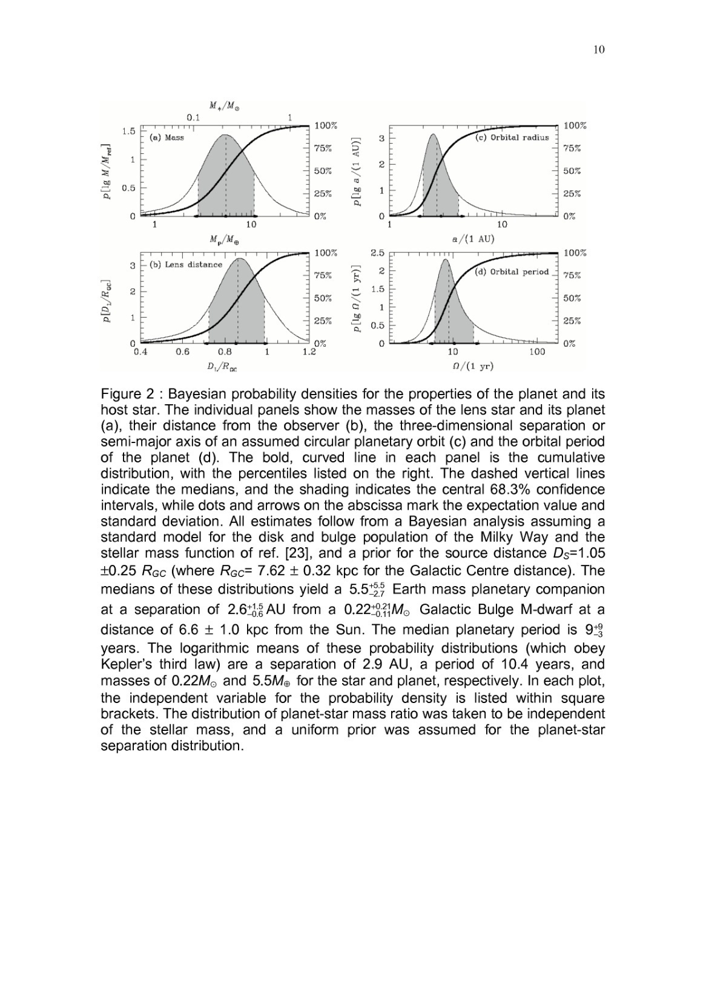 10
M*/M⊙
0.1 1
1.5
1
0.5
0
p[lg M/Mref]
(a) Mass
100%
75%
50%
25%
0%
1 10
Mp/M⊕
3
2
1
0
p[lg a/(1 AU)]
(c) Orbital radius
100%
75%
50%
25%
0%
1 10
a/(1 AU)
3
2
1
0
p[DL/RGC]
(b) Lens distance
100%
75%
50%
25%
0%
0.4 0.6 0.8 1 1.2
DL/RGC
2.5
2
1.5
1
0.5
0
p[lg Ω/(1 yr)]
(d) Orbital period
100%
75%
50%
25%
0%
10 100
Ω/(1 yr)
Figure 2 : Bayesian probability densities for the properties of the planet and its
host star. The individual panels show the masses of the lens star and its planet
(a), their distance from the observer (b), the three-dimensional separation or
semi-major axis of an assumed circular planetary orbit (c) and the orbital period
of the planet (d). The bold, curved line in each panel is the cumulative
distribution, with the percentiles listed on the right. The dashed vertical lines
indicate the medians, and the shading indicates the central 68.3% confidence
intervals, while dots and arrows on the abscissa mark the expectation value and
standard deviation. All estimates follow from a Bayesian analysis assuming a
standard model for the disk and bulge population of the Milky Way and the
stellar mass function of ref. [23], and a prior for the source distance DS=1.05
±0.25 RGC (where RGC= 7.62 ± 0.32 kpc for the Galactic Centre distance). The
medians of these distributions yield a 5.5+5.5−2.7 Earth mass planetary companion
at a separation of 2.6+1.5−0.6 AU from a 0.22+0.21−0.11M⊙ Galactic Bulge M-dwarf at a
distance of 6.6 ± 1.0 kpc from the Sun. The median planetary period is 9+9−3
years. The logarithmic means of these probability distributions (which obey
Kepler's third law) are a separation of 2.9 AU, a period of 10.4 years, and
masses of 0.22M⊙ and 5.5M⊕ for the star and planet, respectively. In each plot,
the independent variable for the probability density is listed within square
brackets. The distribution of planet-star mass ratio was taken to be independent
of the stellar mass, and a uniform prior was assumed for the planet-star
separation distribution.